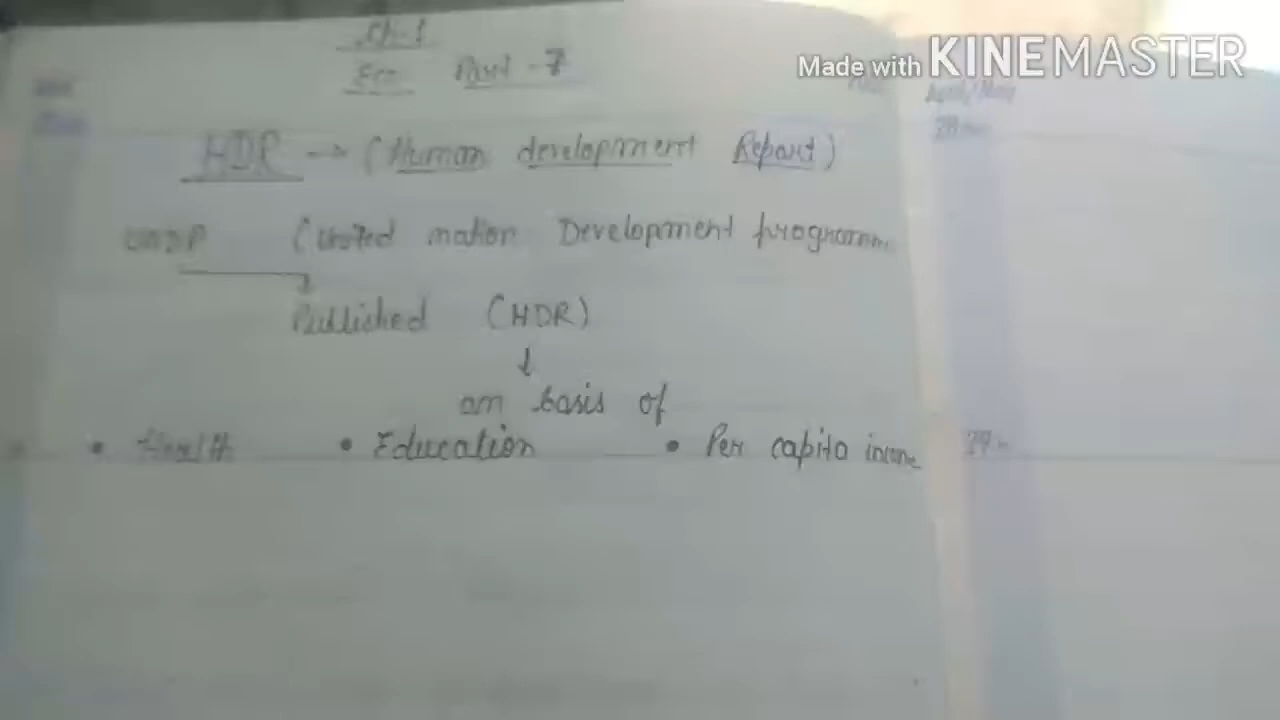 Ch-1
Eco Part -7
Made with KINEMASTER
HDR → (Human development Report)
UNDP (United nation Development programm
Published (HDR)
↓
on basis of
• Health • Education • Per capita income